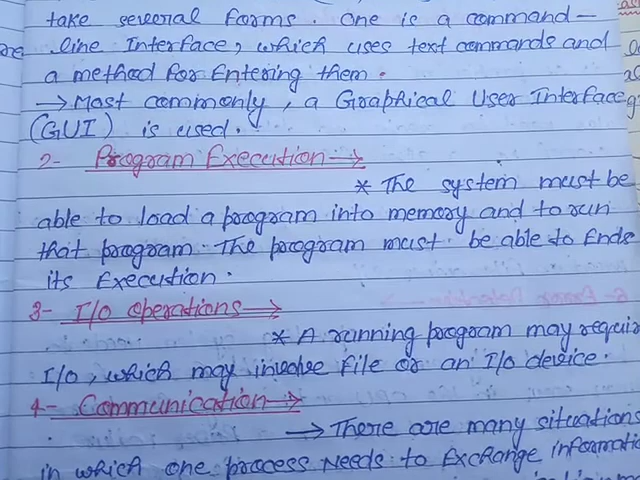 take several forms. One is a command-
line Interface, which uses text commands and
a method for Entering them.
→ Most commonly, a Graphical User Interface
(GUI) is used.
2- Program Execution →
* The system must be
able to load a program into memory and to run
that program. The program must. be able to Ends
its Execution.
3- I/o operations ⇒
* A running program may requir
I/o, which may involve file or an I/o device.
4- Communication →
→ There are many situations
in which one process Needs to Exchange informatio